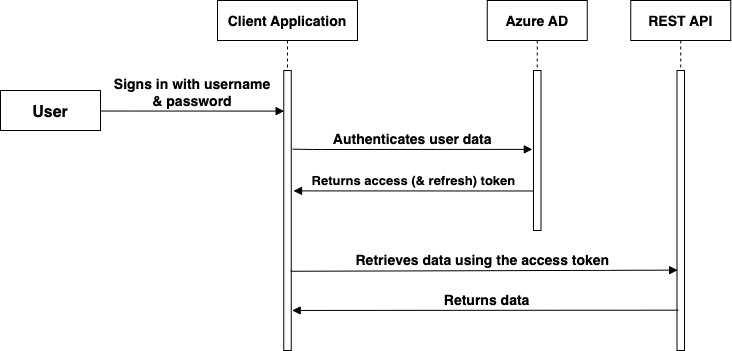 Client Application
Azure AD
REST API
Signs in with username
& password
User
Authenticates user data
Returns access (& refresh) token
Retrieves data using the access token
Returns data